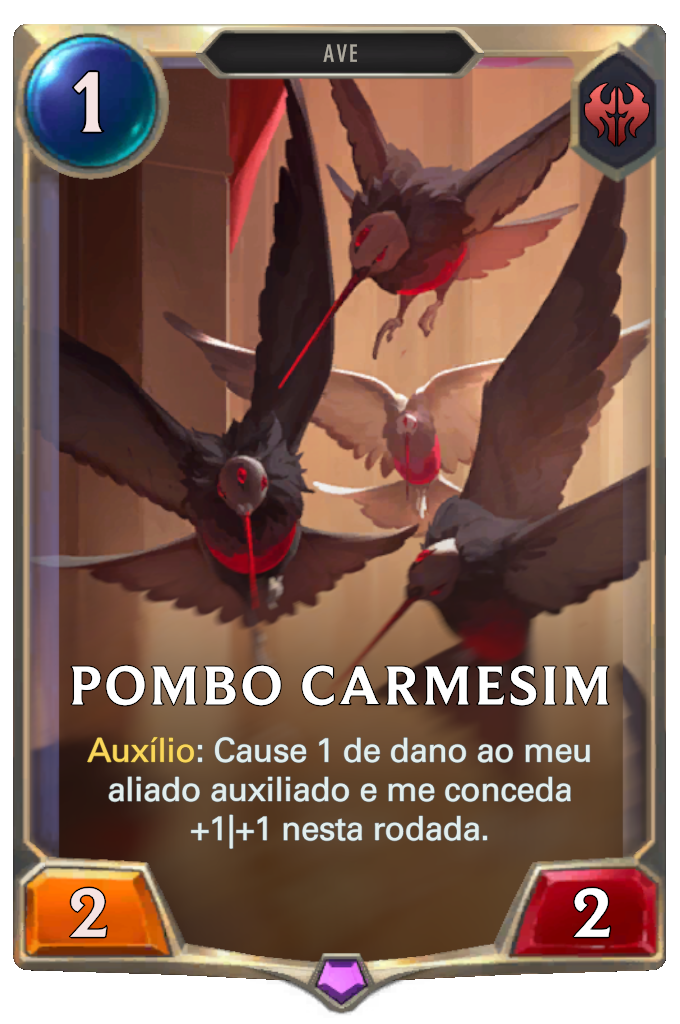 AVE
1
POMBO CARMESIM
Auxílio: Cause 1 de dano ao meu
aliado auxiliado e me conceda
+1|+1 nesta rodada.
2
2